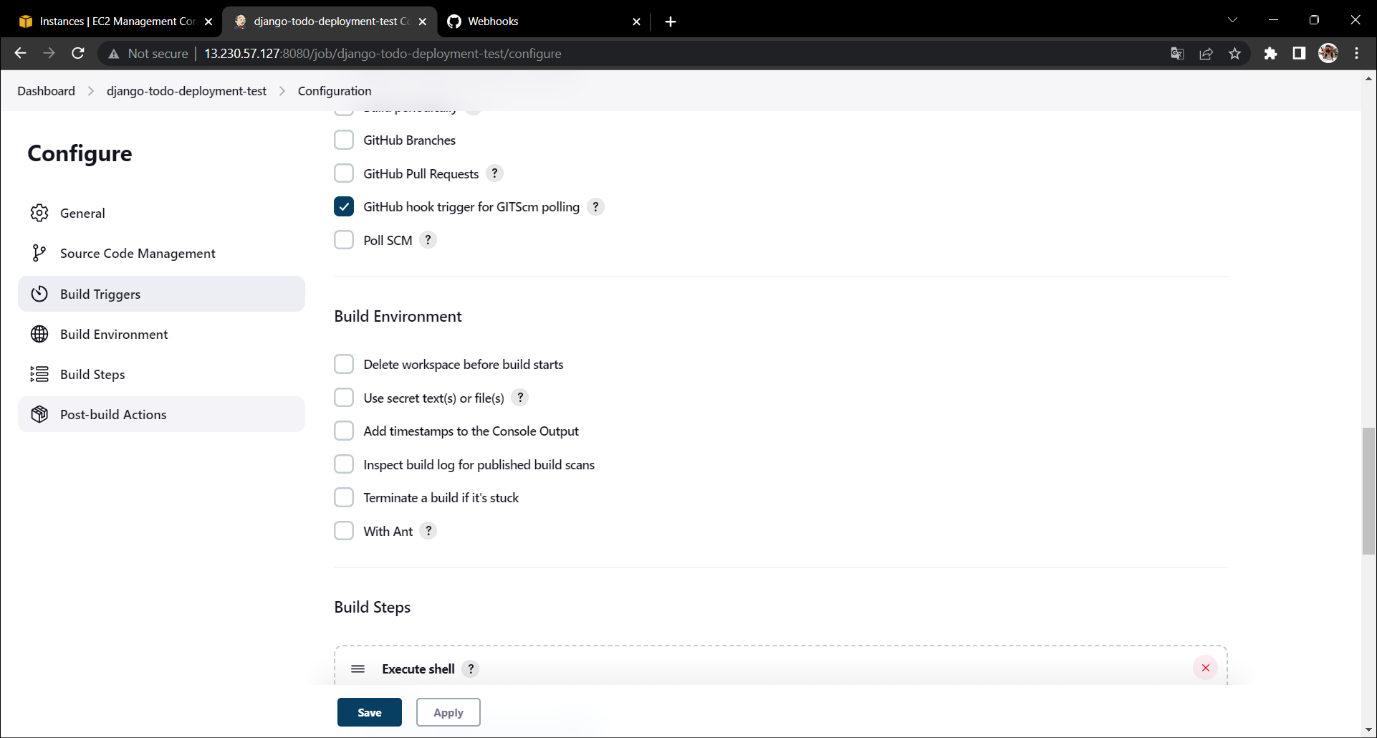 Instances | EC2 Management Con
django-todo-deployment-test Co
Webhooks
Not secure
13.230.57.127:8080/job/django-todo-deployment-test/configure
Dashboard > django-todo-deployment-test > Configuration
Configure
General
Source Code Management
Build Triggers
Build Environment
Build Steps
Post-build Actions
Build periodically
GitHub Branches
GitHub Pull Requests ?
GitHub hook trigger for GITScm polling ?
Poll SCM ?
Build Environment
Delete workspace before build starts
Use secret text(s) or file(s) ?
Add timestamps to the Console Output
Inspect build log for published build scans
Terminate a build if it's stuck
With Ant ?
Build Steps
Execute shell ?
Save
Apply